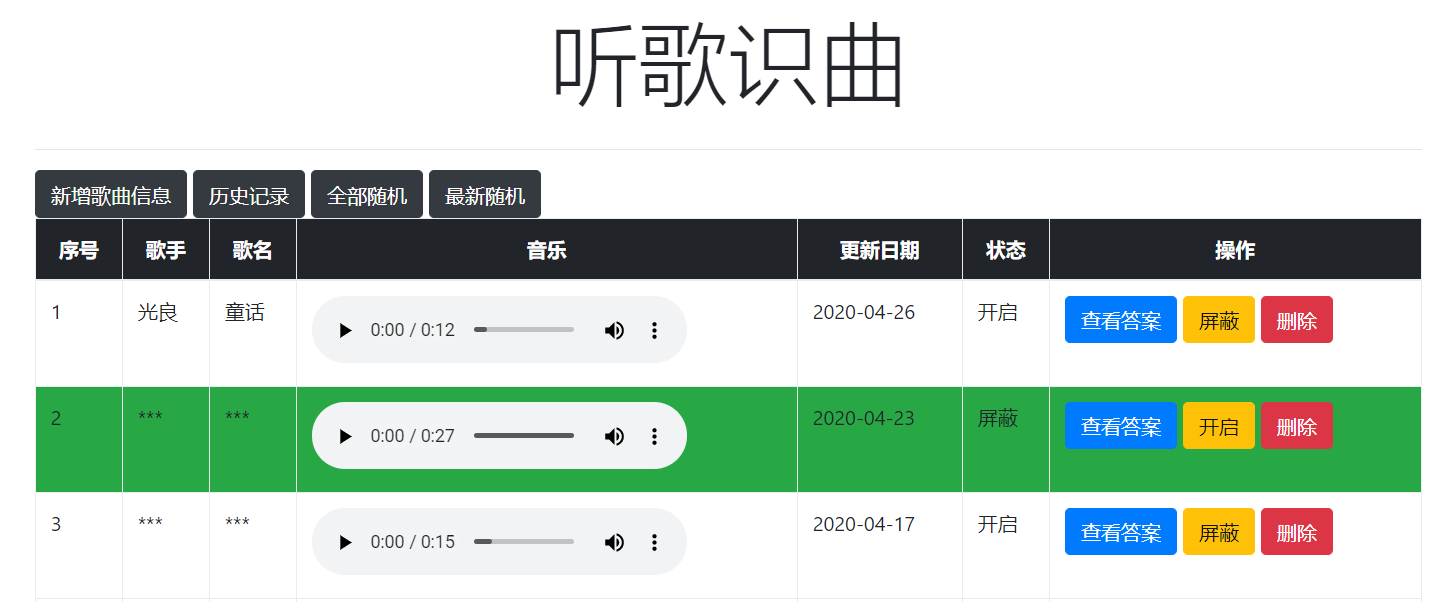 听歌识曲
新增歌曲信息 历史记录 全部随机 最新随机
序号 歌手 歌名 音乐 更新日期 状态 操作
1 光良 童话 0:00 / 0:12 2020-04-26 开启 查看答案 屏蔽 删除
2 *** *** 0:00 / 0:27 2020-04-23 屏蔽 查看答案 开启 删除
3 *** *** 0:00 / 0:15 2020-04-17 开启 查看答案 屏蔽 删除